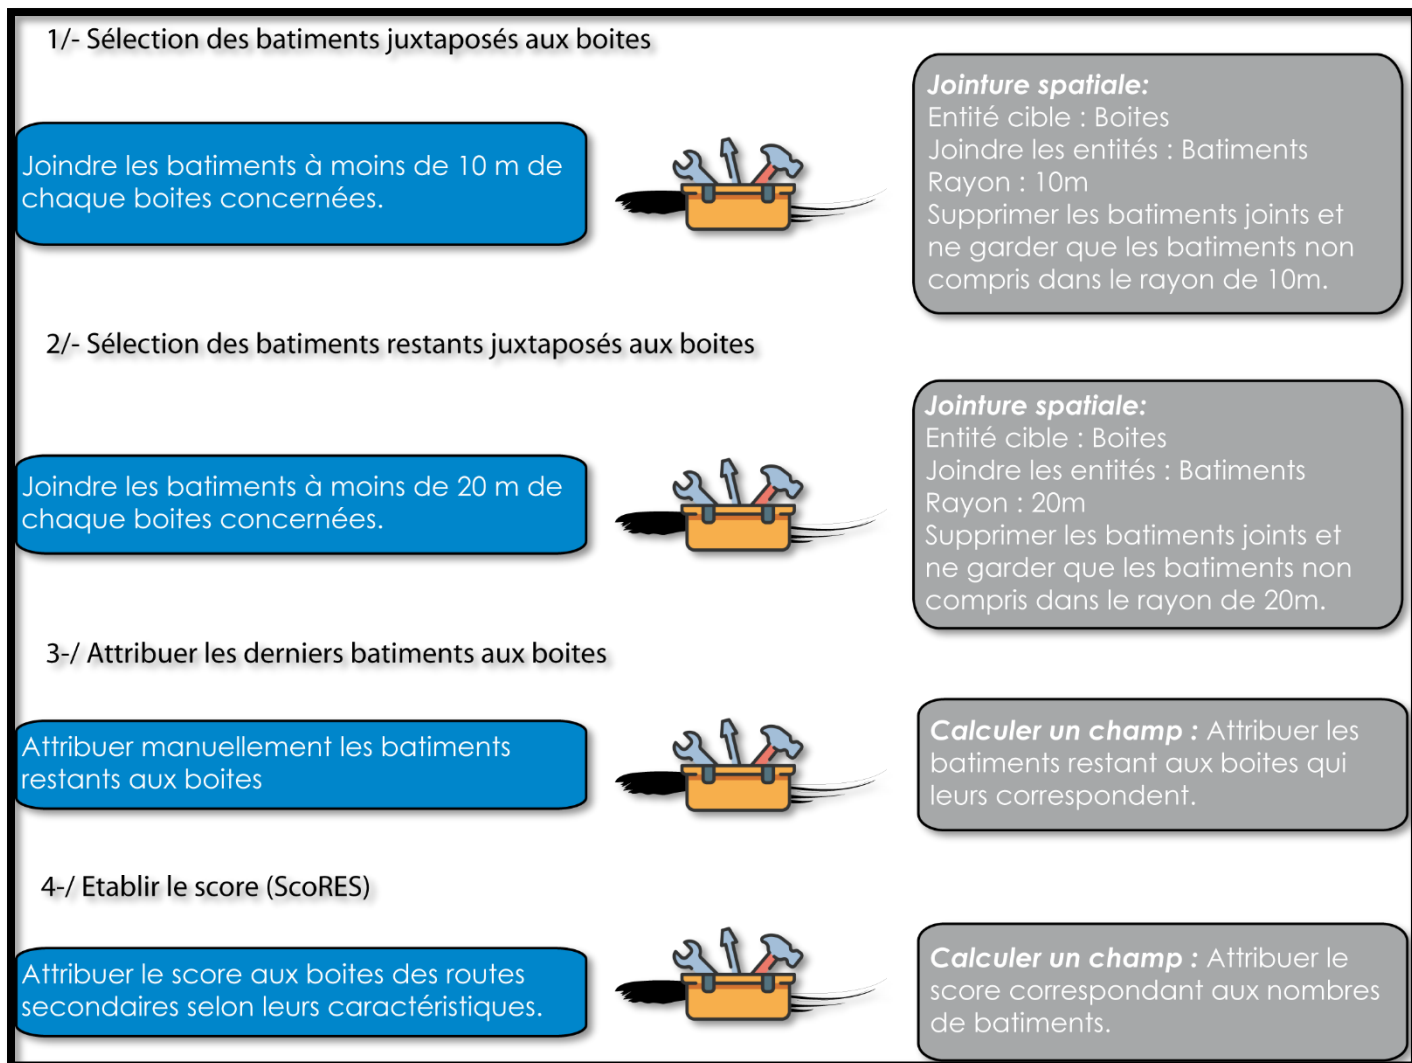 1/- Sélection des batiments juxtaposés aux boites
Joindre les batiments à moins de 10 m de
chaque boites concernées.
Jointure spatiale:
Entité cible : Boites
Joindre les entités : Batiments
Rayon : 10m
Supprimer les batiments joints et
ne garder que les batiments non
compris dans le rayon de 10m.
2/- Sélection des batiments restants juxtaposés aux boites
Joindre les batiments à moins de 20 m de
chaque boites concernées.
Jointure spatiale:
Entité cible : Boites
Joindre les entités : Batiments
Rayon : 20m
Supprimer les batiments joints et
ne garder que les batiments non
compris dans le rayon de 20m.
3-/ Attribuer les derniers batiments aux boites
Attribuer manuellement les batiments
restants aux boites
Calculer un champ : Attribuer les
batiments restant aux boites qui
leurs correspondent.
4-/ Etablir le score (ScoRES)
Attribuer le score aux boites des routes
secondaires selon leurs caractéristiques.
Calculer un champ : Attribuer le
score correspondant aux nombres
de batiments.